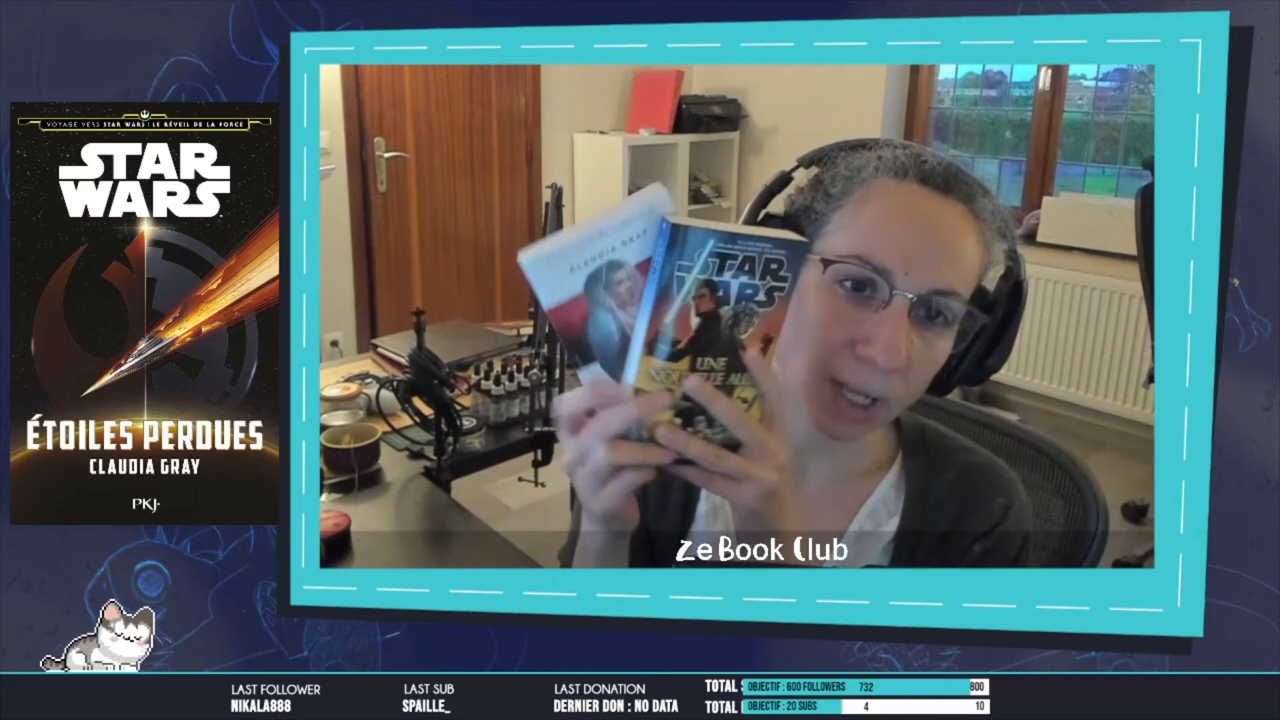 VOYAGE VERS STAR WARS : LE RÉVEIL DE LA FORCE
STAR
WARS
ÉTOILES PERDUES
CLAUDIA GRAY
PKJ·
CLAUDIA GRAY
STAR
WARS
UNE
Ze Book Club
LAST FOLLOWER
NIKALA888
LAST SUB
SPAILLE_
LAST DONATION
DERNIER DON : NO DATA
TOTAL
OBJECTIF : 600 FOLLOWERS 732 800
TOTAL
OBJECTIF : 20 SUBS 4 10